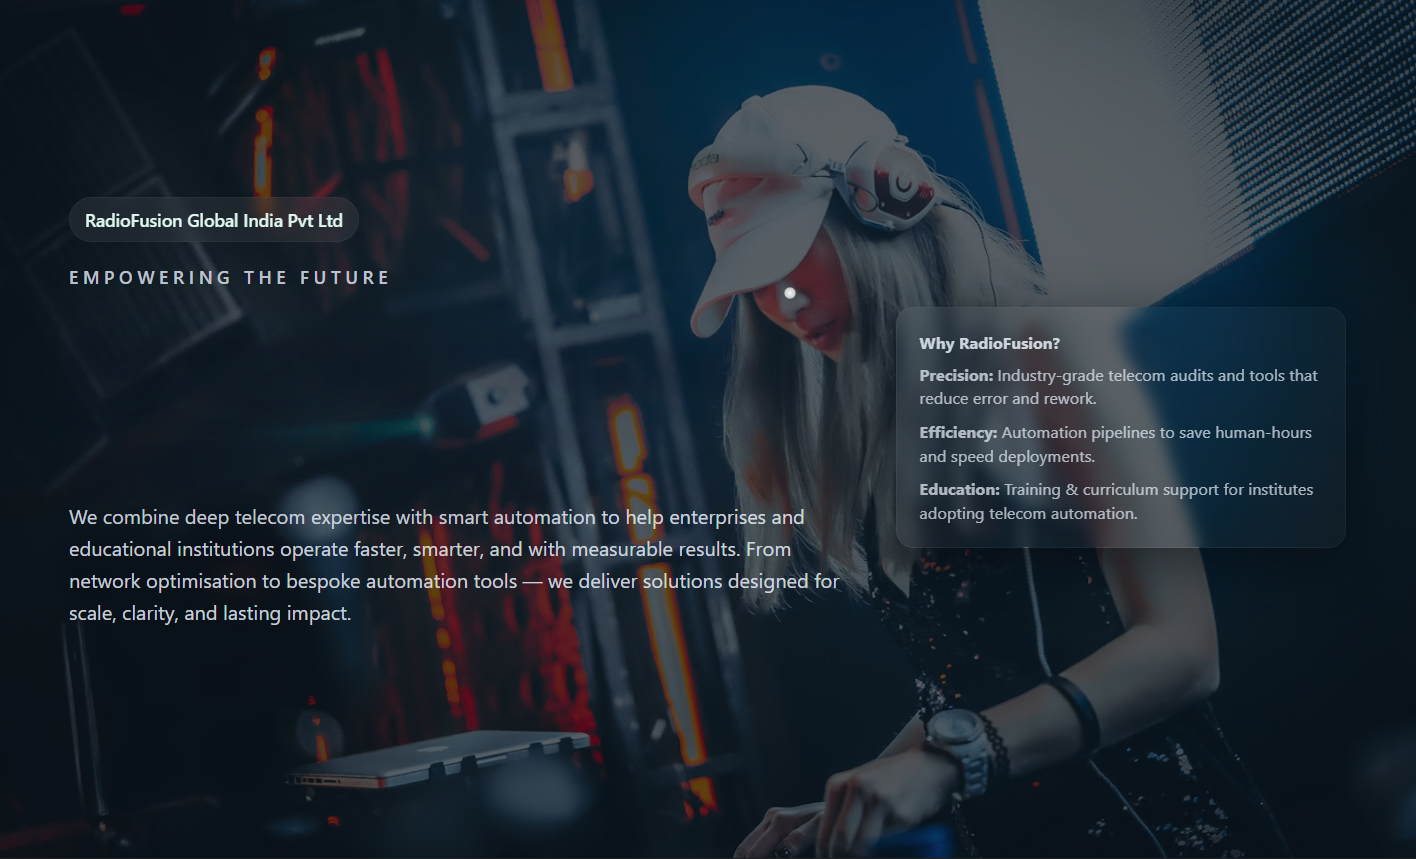 RadioFusion Global India Pvt Ltd
EMPOWERING THE FUTURE
We combine deep telecom expertise with smart automation to help enterprises and
educational institutions operate faster, smarter, and with measurable results. From
network optimisation to bespoke automation tools — we deliver solutions designed for
scale, clarity, and lasting impact.
Why RadioFusion?
Precision: Industry-grade telecom audits and tools that
reduce error and rework.
Efficiency: Automation pipelines to save human-hours
and speed deployments.
Education: Training & curriculum support for institutes
adopting telecom automation.